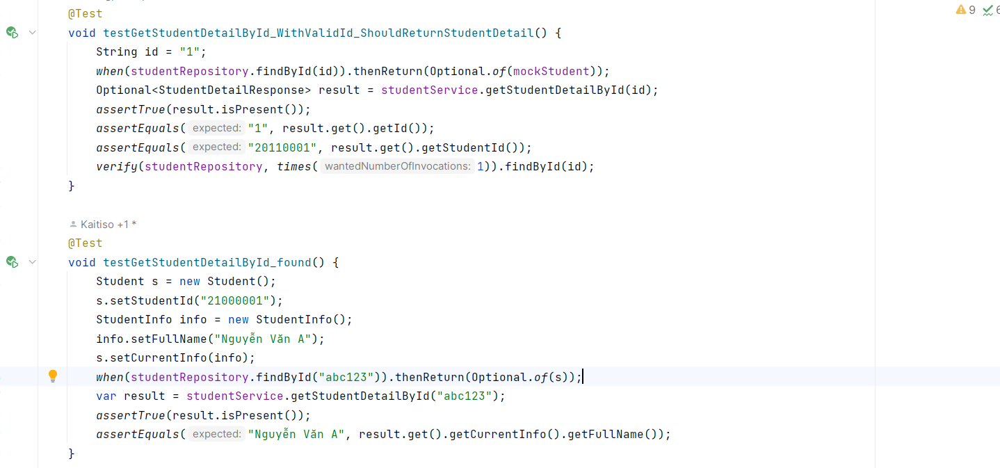 @Test
9 6
void testGetStudentDetailById_WithValidId_ShouldReturnStudentDetail() {
String id = "1";
when(studentRepository.findById(id)).thenReturn(Optional.of(mockStudent));
Optional<StudentDetailResponse> result = studentService.getStudentDetailById(id);
assertTrue(result.isPresent());
assertEquals( expected: "1", result.get().getId());
assertEquals( expected: "20110001", result.get().getStudentId());
verify(studentRepository, times( wantedNumberOfInvocations: 1)).findById(id);
}
Kaitiso +1 *
@Test
void testGetStudentDetailById_found() {
Student s = new Student();
s.setStudentId("21000001");
StudentInfo info = new StudentInfo();
info.setFullName("Nguyễn Văn A");
s.setCurrentInfo(info);
when(studentRepository.findById("abc123")).thenReturn(Optional.of(s));
var result = studentService.getStudentDetailById("abc123");
assertTrue(result.isPresent());
assertEquals( expected: "Nguyễn Văn A", result.get().getCurrentInfo().getFullName());
}